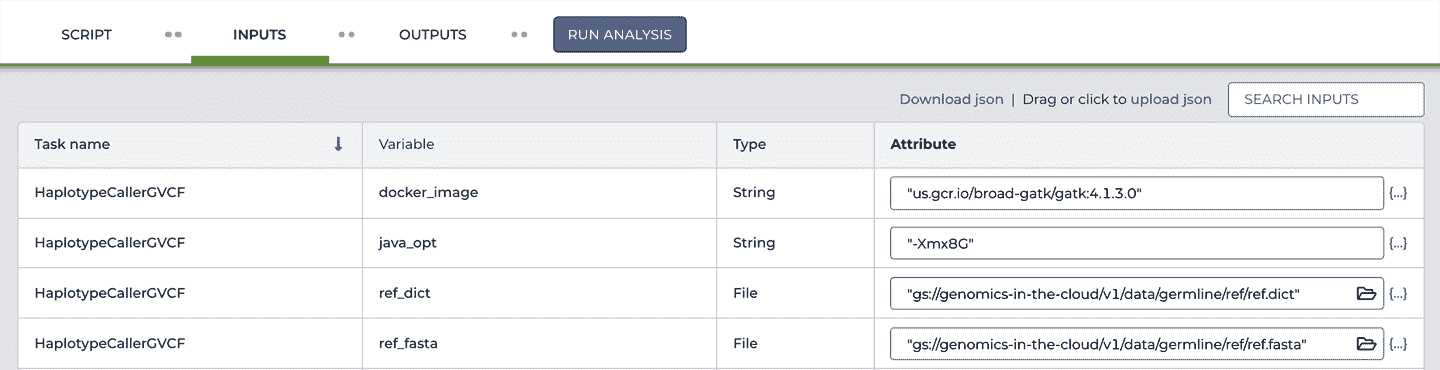 SCRIPT INPUTS OUTPUTS RUN ANALYSIS
Download json | Drag or click to upload json SEARCH INPUTS
Task name Variable Type Attribute
HaplotypeCallerGVCF docker_image String "us.gcr.io/broad-gatk/gatk:4.1.3.0" {...}
HaplotypeCallerGVCF java_opt String "-Xmx8G" {...}
HaplotypeCallerGVCF ref_dict File "gs://genomics-in-the-cloud/v1/data/germline/ref/ref.dict" {...}
HaplotypeCallerGVCF ref_fasta File "gs://genomics-in-the-cloud/v1/data/germline/ref/ref.fasta" {...}